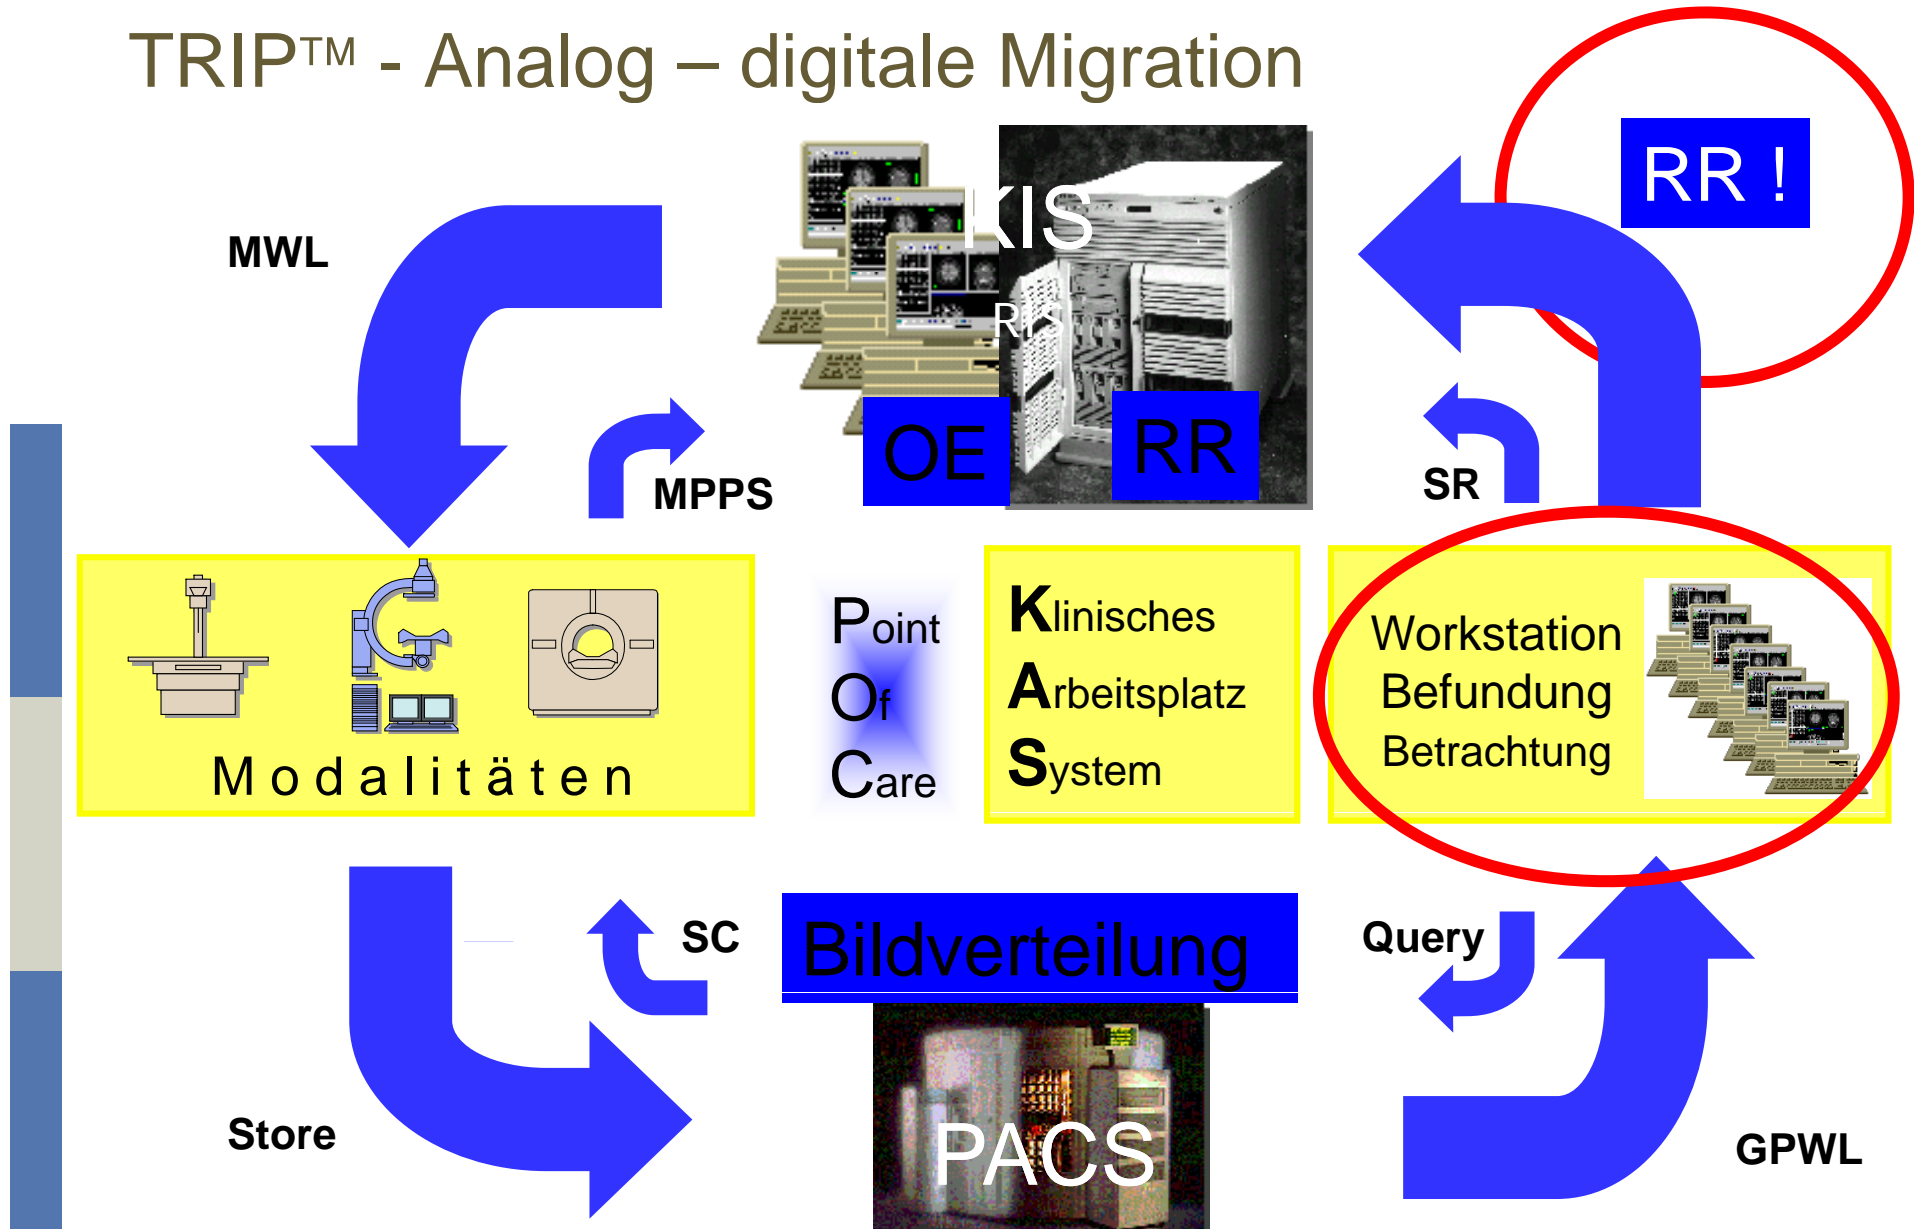 TRIP™ - Analog – digitale Migration
RR !
MWL
KIS
RIS
OE
RR
MPPS
SR
Modalitäten
Point
Of
Care
Klinisches
Arbeitsplatz
System
Workstation
Befundung
Betrachtung
SC
Bildverteilung
Query
Store
PACS
GPWL